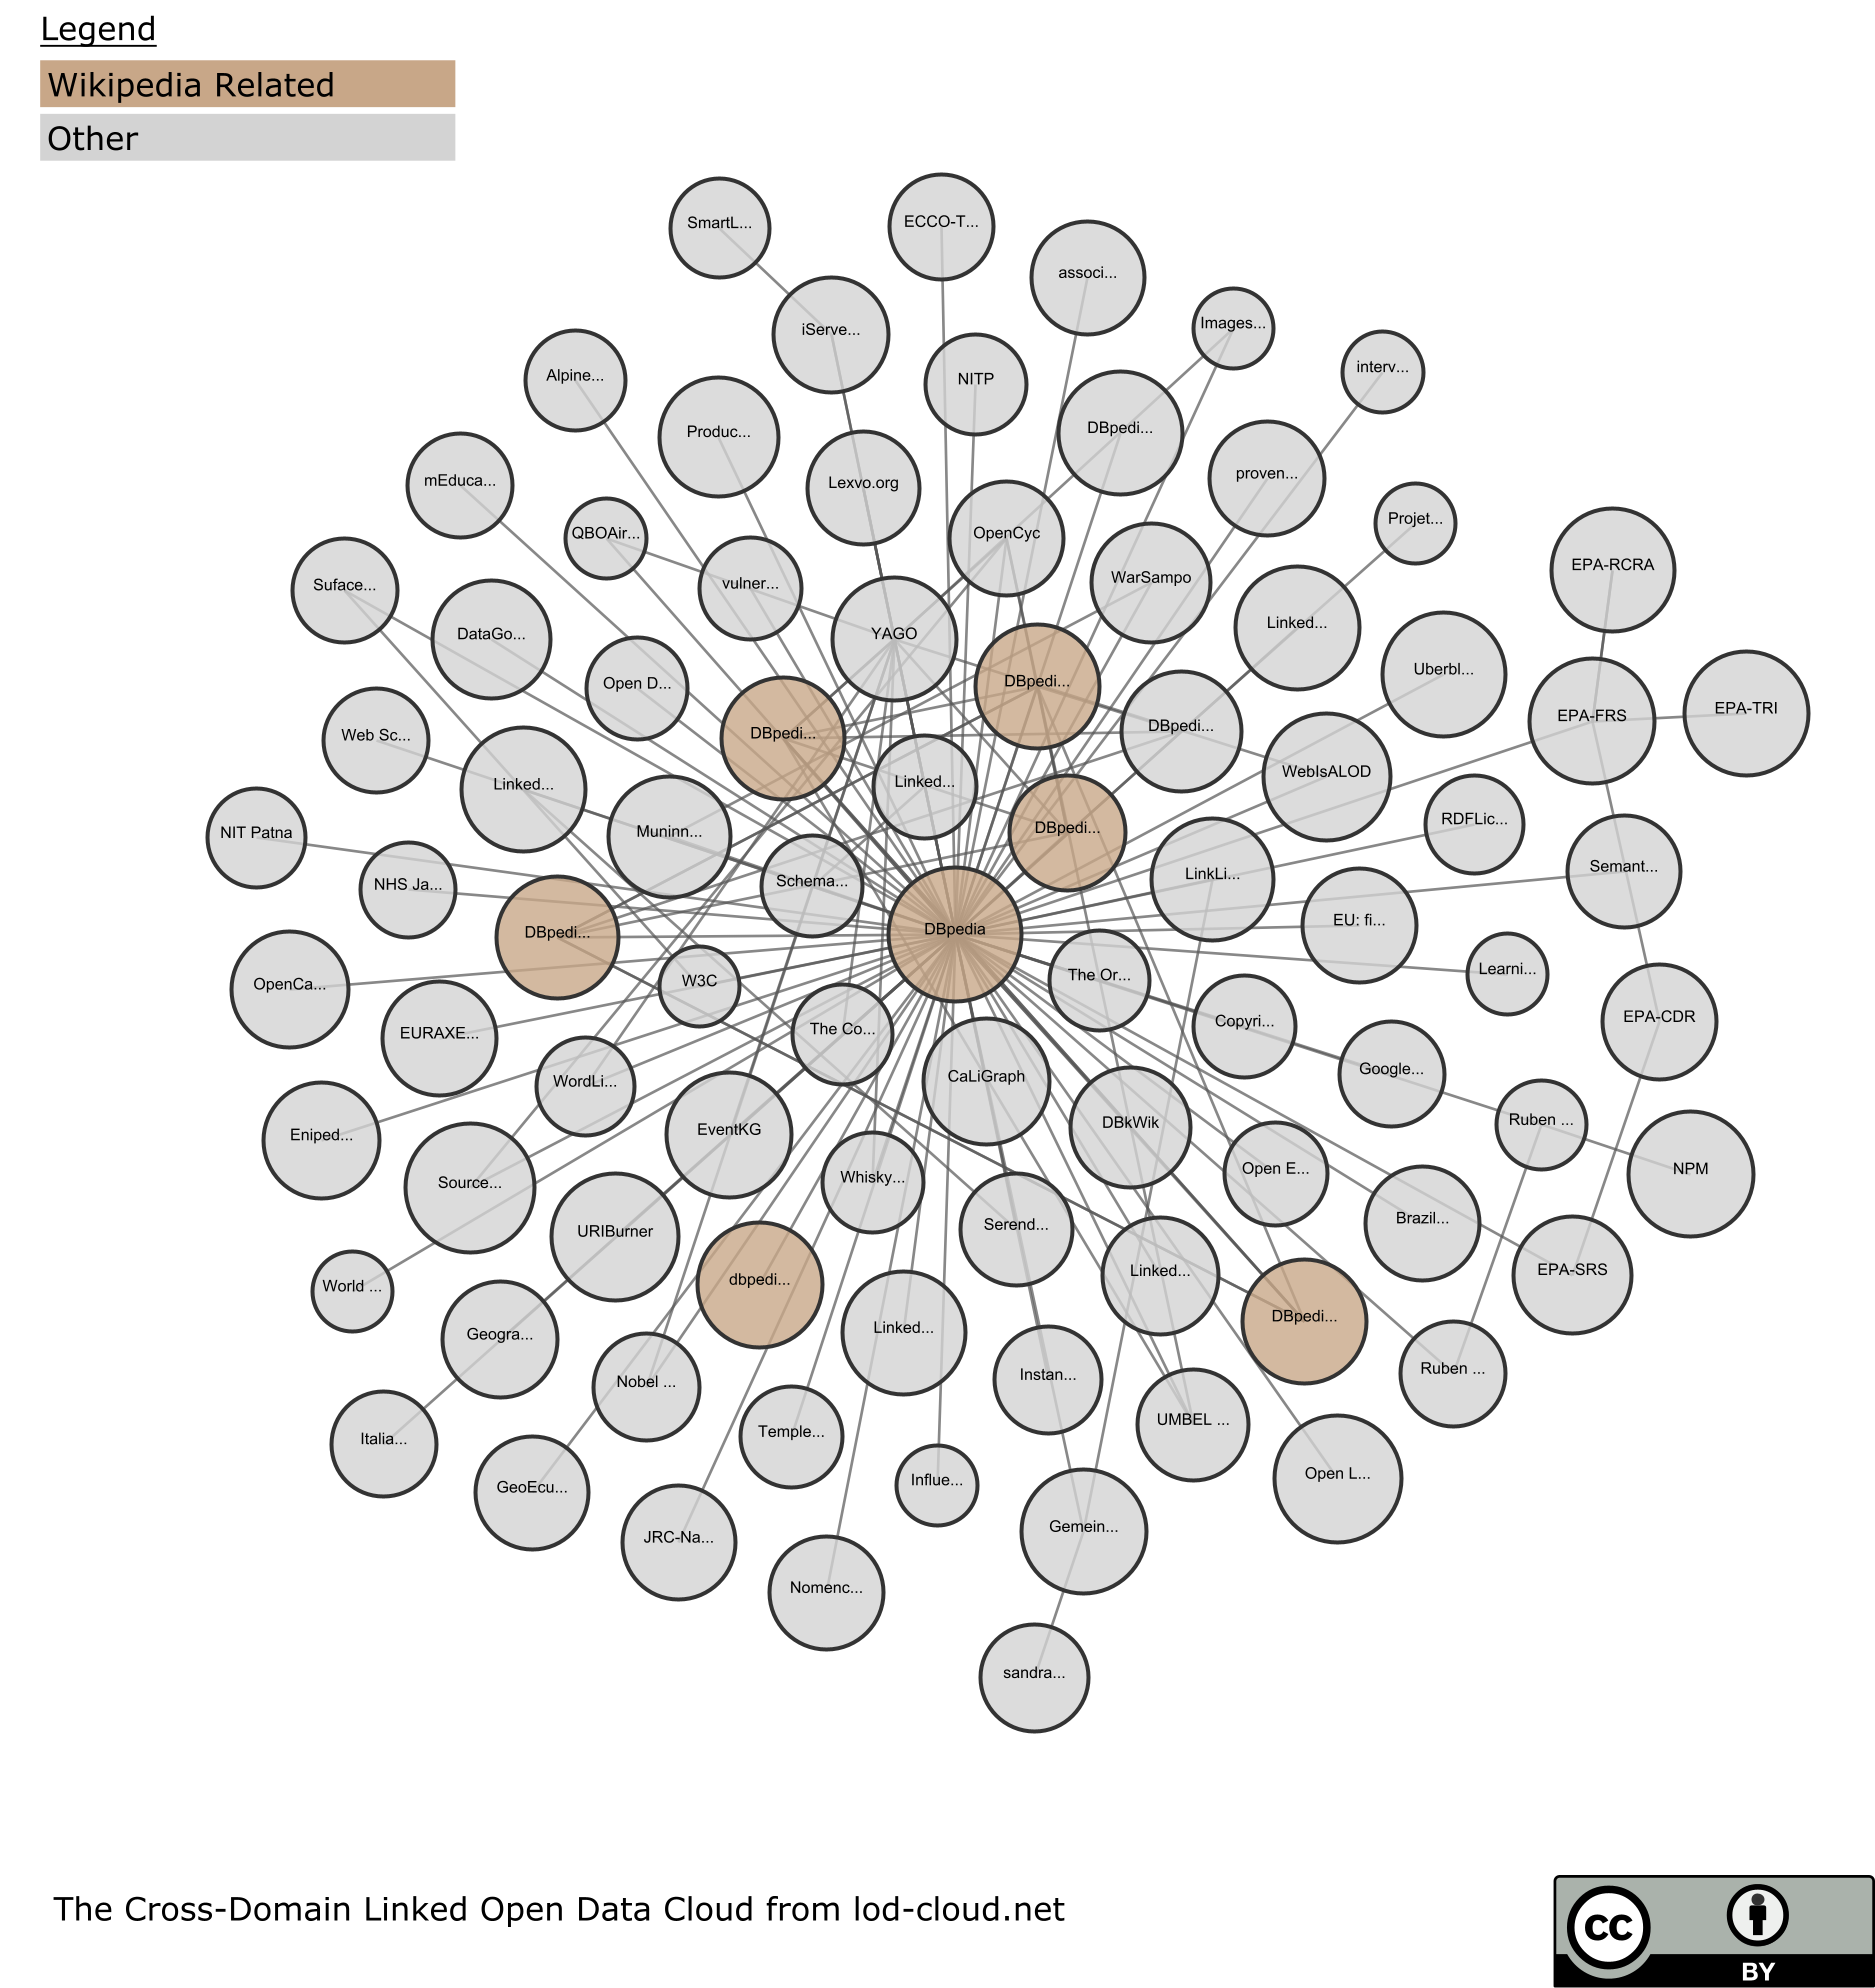 Legend
Wikipedia Related
Other
SmartL...
ECCO-T...
associ...
Images...
iServe...
interv...
Alpine...
NITP
Produc...
DBpedi...
mEduca...
Lexvo.org
proven...
Projet...
QBOAir...
OpenCyc
EPA-RCRA
Suface...
vulner...
WarSampo
DataGo...
YAGO
Linked...
Uberbl...
Open D...
DBpedi...
EPA-FRS
EPA-TRI
Web Sc...
DBpedi...
DBpedi...
WebIsALOD
Linked...
Linked...
NIT Patna
Muninn...
DBpedi...
RDFLic...
NHS Ja...
Schema...
LinkLi...
Semant...
DBpedi...
DBpedia
EU: fi...
OpenCa...
W3C
The Or...
Learni...
EURAXE...
The Co...
Copyri...
EPA-CDR
WordLi...
CaLiGraph
Google...
Eniped...
EventKG
DBkWik
Ruben ...
Source...
Whisky...
Open E...
NPM
URIBurner
Serend...
Brazil...
World ...
dbpedi...
Linked...
EPA-SRS
Geogra...
Linked...
DBpedi...
Nobel ...
Instan...
Ruben ...
Italia...
Temple...
UMBEL ...
GeoEcu...
Influe...
Open L...
JRC-Na...
Gemein...
Nomenc...
sandra...
The Cross-Domain Linked Open Data Cloud from lod-cloud.net
cc
BY